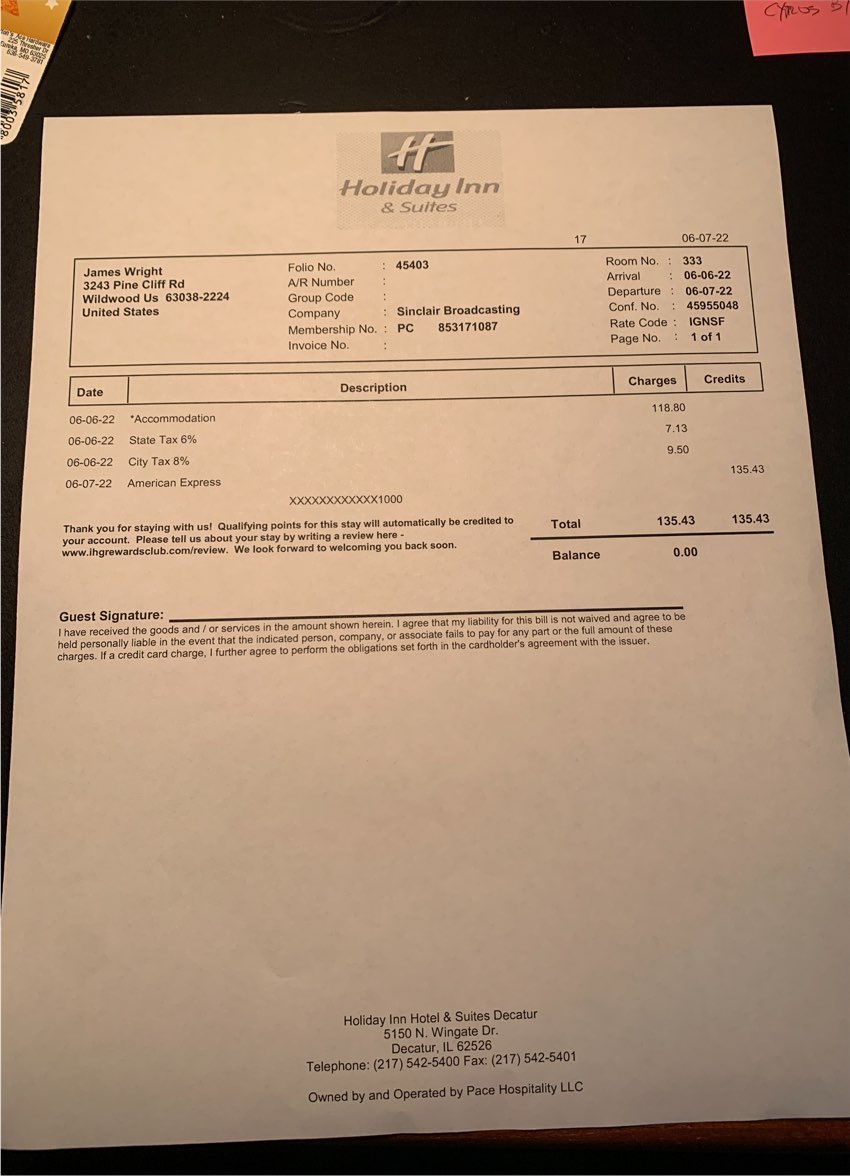 225 Thresher Dr
Eureka, MO 63025
636-549-3781
CYRUS
Holiday Inn
& Suites
17 06-07-22
James Wright
3243 Pine Cliff Rd
Wildwood Us 63038-2224
United States
Folio No. : 45403
A/R Number :
Group Code :
Company : Sinclair Broadcasting
Membership No. : PC 853171087
Invoice No. :
Room No. : 333
Arrival : 06-06-22
Departure : 06-07-22
Conf. No. : 45955048
Rate Code : IGNSF
Page No. : 1 of 1
Date Description Charges Credits
06-06-22 *Accommodation 118.80
06-06-22 State Tax 6% 7.13
06-06-22 City Tax 8% 9.50
06-07-22 American Express 135.43
XXXXXXXXXXXX1000
Thank you for staying with us! Qualifying points for this stay will automatically be credited to
your account. Please tell us about your stay by writing a review here -
www.ihgrewardsclub.com/review. We look forward to welcoming you back soon.
Total 135.43 135.43
Balance 0.00
Guest Signature:
I have received the goods and / or services in the amount shown herein. I agree that my liability for this bill is not waived and agree to be
held personally liable in the event that the indicated person, company, or associate fails to pay for any part or the full amount of these
charges. If a credit card charge, I further agree to perform the obligations set forth in the cardholder's agreement with the issuer.
Holiday Inn Hotel & Suites Decatur
5150 N. Wingate Dr.
Decatur, IL 62526
Telephone: (217) 542-5400 Fax: (217) 542-5401
Owned by and Operated by Pace Hospitality LLC